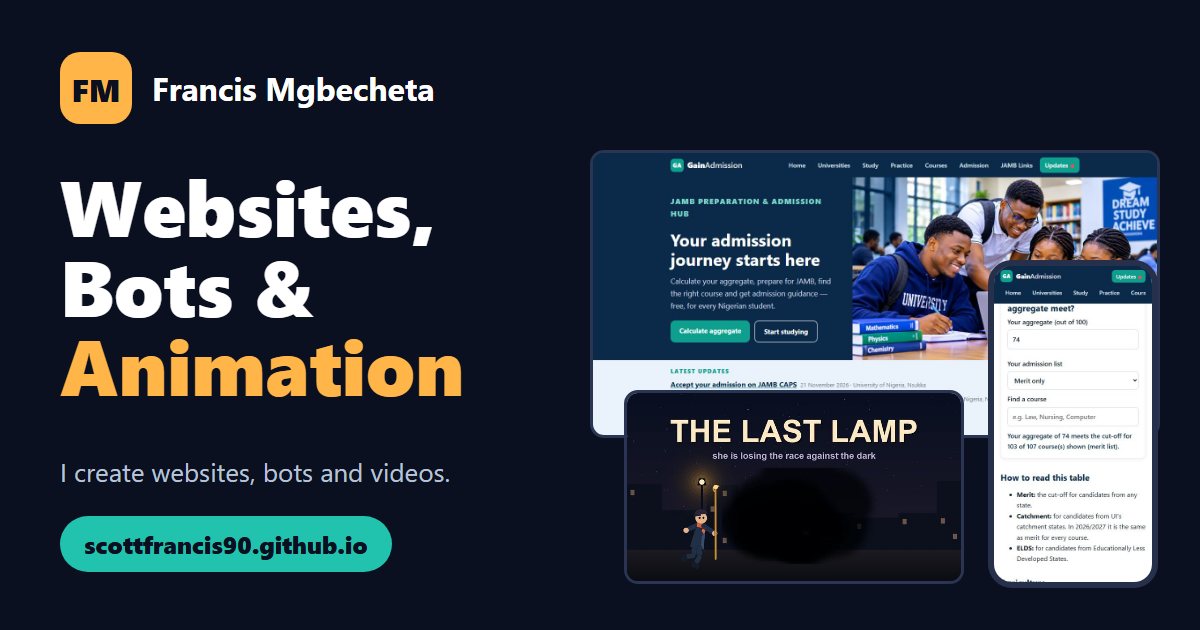 FM
Francis Mgbecheta
Websites,
Bots &
Animation
I create websites, bots and videos.
scottfrancis90.github.io
GA GainAdmission
Home Universities Study Practice Courses Admission JAMB Links Updates
JAMB PREPARATION & ADMISSION
HUB
Your admission
journey starts here
Calculate your aggregate, prepare for JAMB, find
the right course and get admission guidance —
free, for every Nigerian student.
Calculate aggregate Start studying
DREAM
STUDY
ACHIEVE
UNIVERSITY
Mathematics
Physics
Chemistry
LATEST UPDATES
Accept your admission on JAMB CAPS 21 November 2026 · University of Nigeria, Nsukka
THE LAST LAMP
she is losing the race against the dark
GA GainAdmission Updates
Home Universities Study Practice Cours
aggregate meet?
Your aggregate (out of 100)
74
Your admission list
Merit only
Find a course
e.g. Law, Nursing, Computer
Your aggregate of 74 meets the cut-off for
103 of 107 course(s) shown (merit list).
How to read this table
Merit: the cut-off for candidates from any
state.
Catchment: for candidates from UI's
catchment states. In 2026/2027 it is the same
as merit for every course.
ELDS: for candidates from Educationally Less
Developed States.